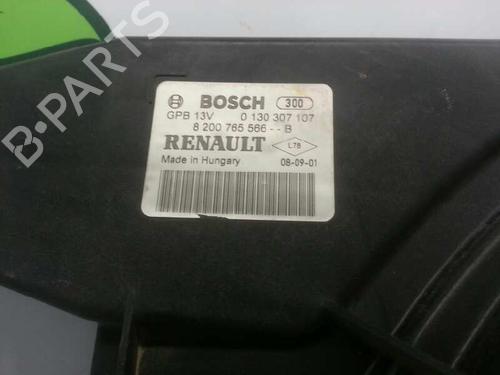 BOSCH 300
GPB 13V 0 130 307 107
8 200 765 566 - - B
RENAULT L78
Made in Hungary 08-09-01
B-PARTS